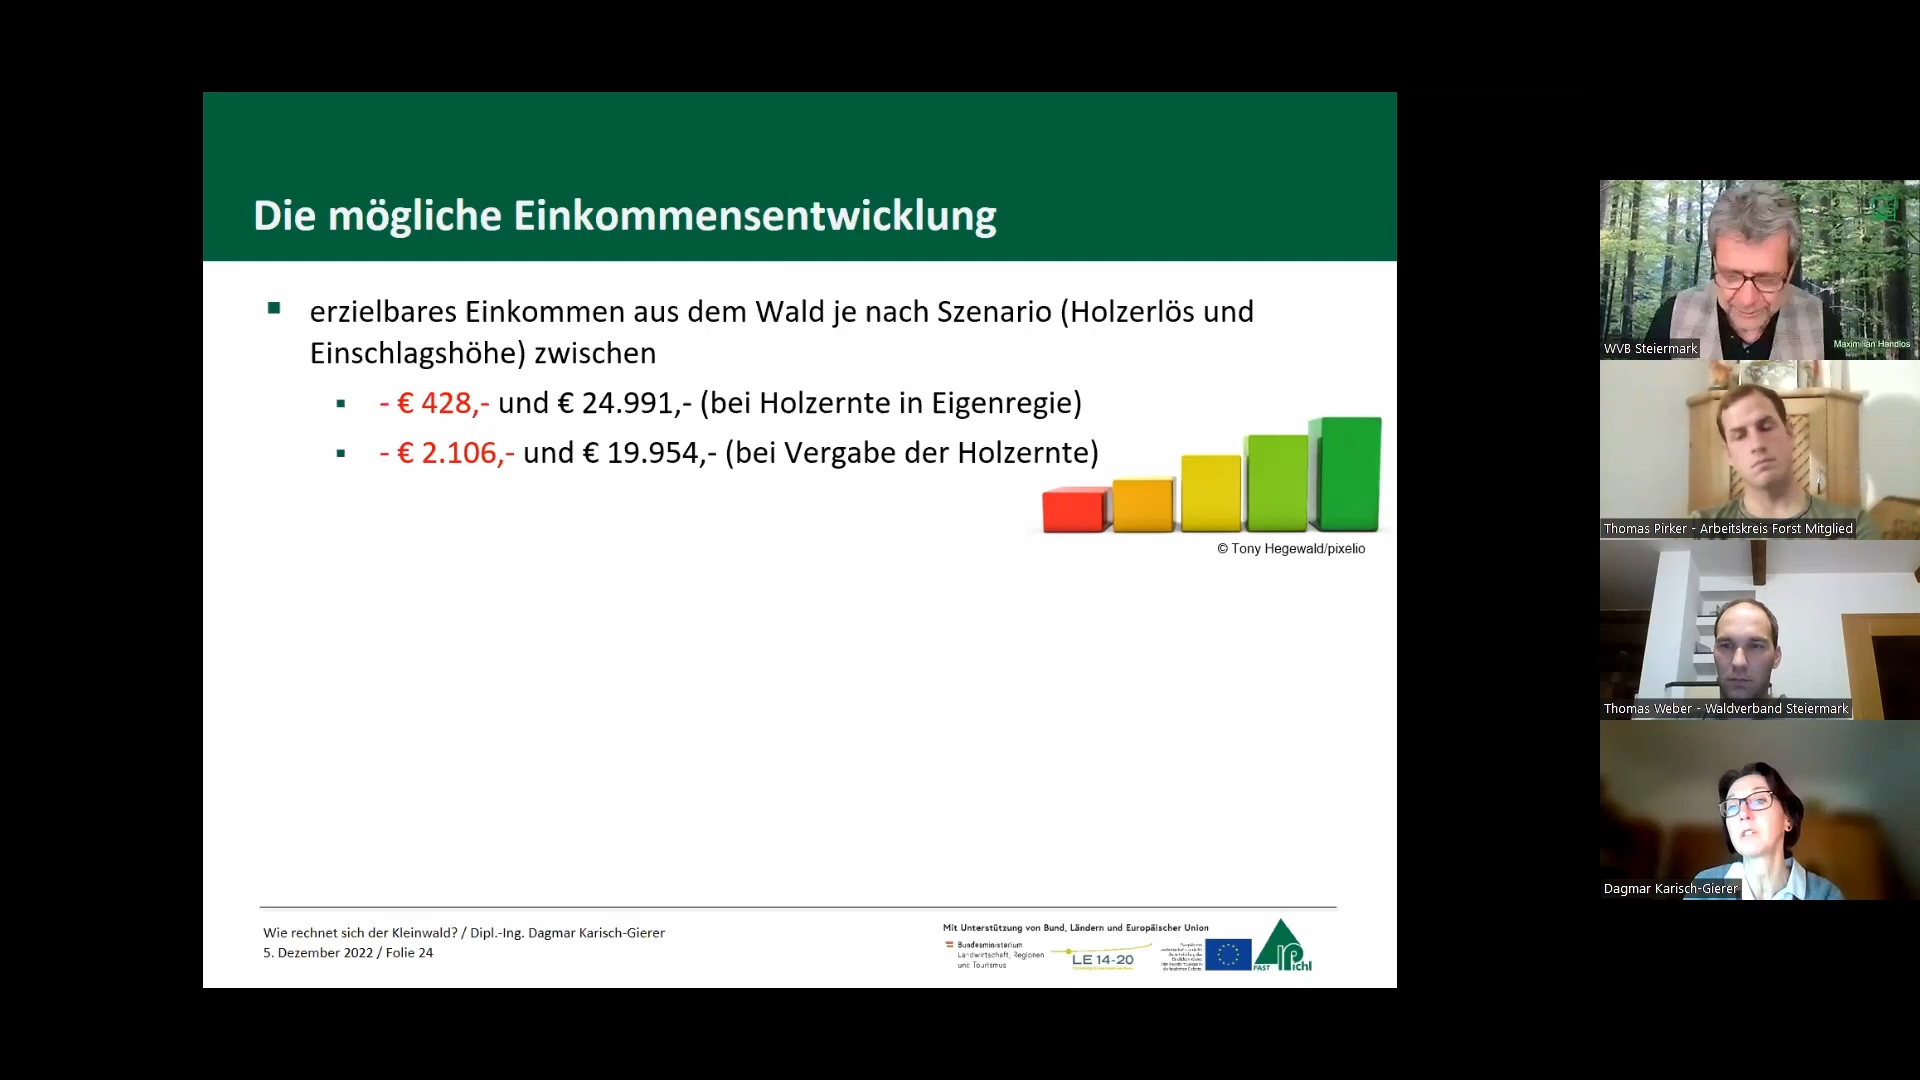 Die mögliche Einkommensentwicklung
erzielbares Einkommen aus dem Wald je nach Szenario (Holzerlös und
Einschlagshöhe) zwischen
- € 428,- und € 24.991,- (bei Holzernte in Eigenregie)
- € 2.106,- und € 19.954,- (bei Vergabe der Holzernte)
© Tony Hegewald/pixelio
Wie rechnet sich der Kleinwald? / Dipl.-Ing. Dagmar Karisch-Gierer
5. Dezember 2022 / Folie 24
Mit Unterstützung von Bund, Ländern und Europäischer Union
Bundesministerium
Landwirtschaft, Regionen
und Tourismus
LE 14-20
FAST Pichl
Maximilian Handlos
WVB Steiermark
Thomas Pirker - Arbeitskreis Forst Mitglied
Thomas Weber - Waldverband Steiermark
Dagmar Karisch-Gierer